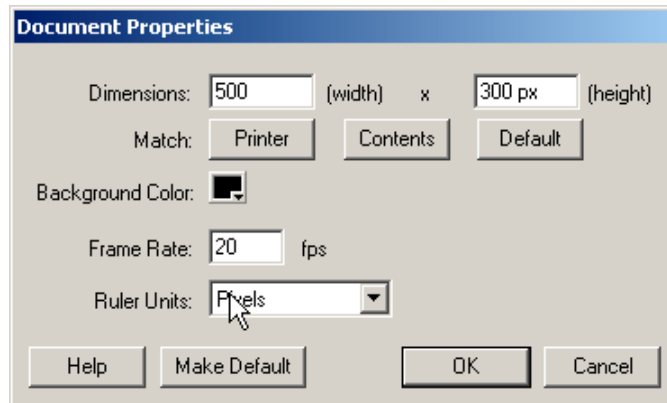 Document Properties
Dimensions: 500 (width) x 300 px (height)
Match: Printer Contents Default
Background Color:
Frame Rate: 20 fps
Ruler Units: Pixels
Help Make Default OK Cancel